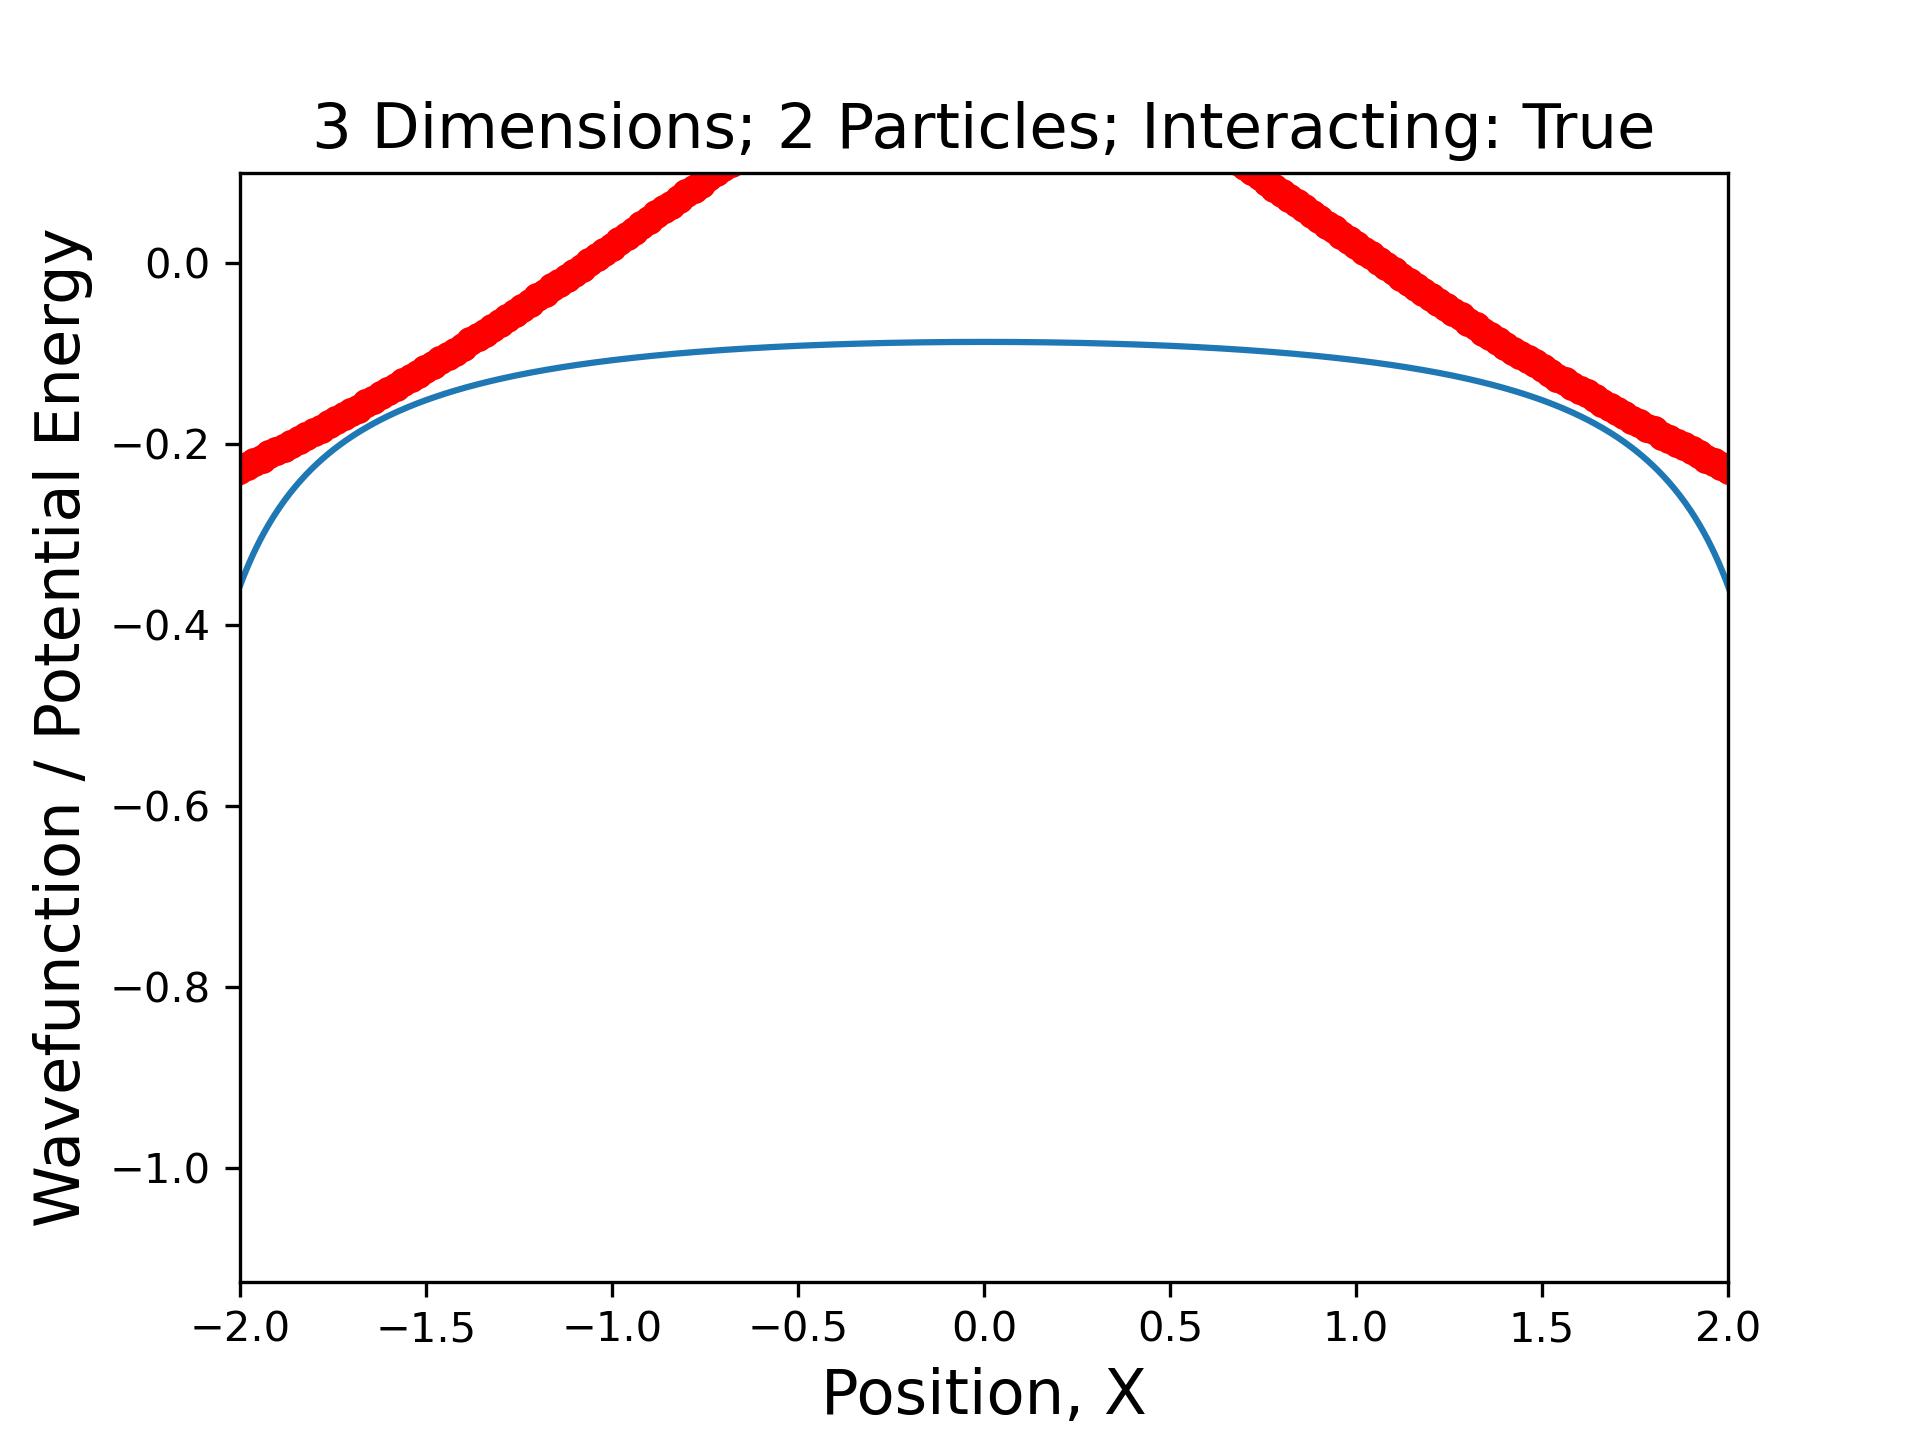 3 Dimensions; 2 Particles; Interacting: True
Wavefunction / Potential Energy
0.0
−0.2
−0.4
−0.6
−0.8
−1.0
−2.0 −1.5 −1.0 −0.5 0.0 0.5 1.0 1.5 2.0
Position, X